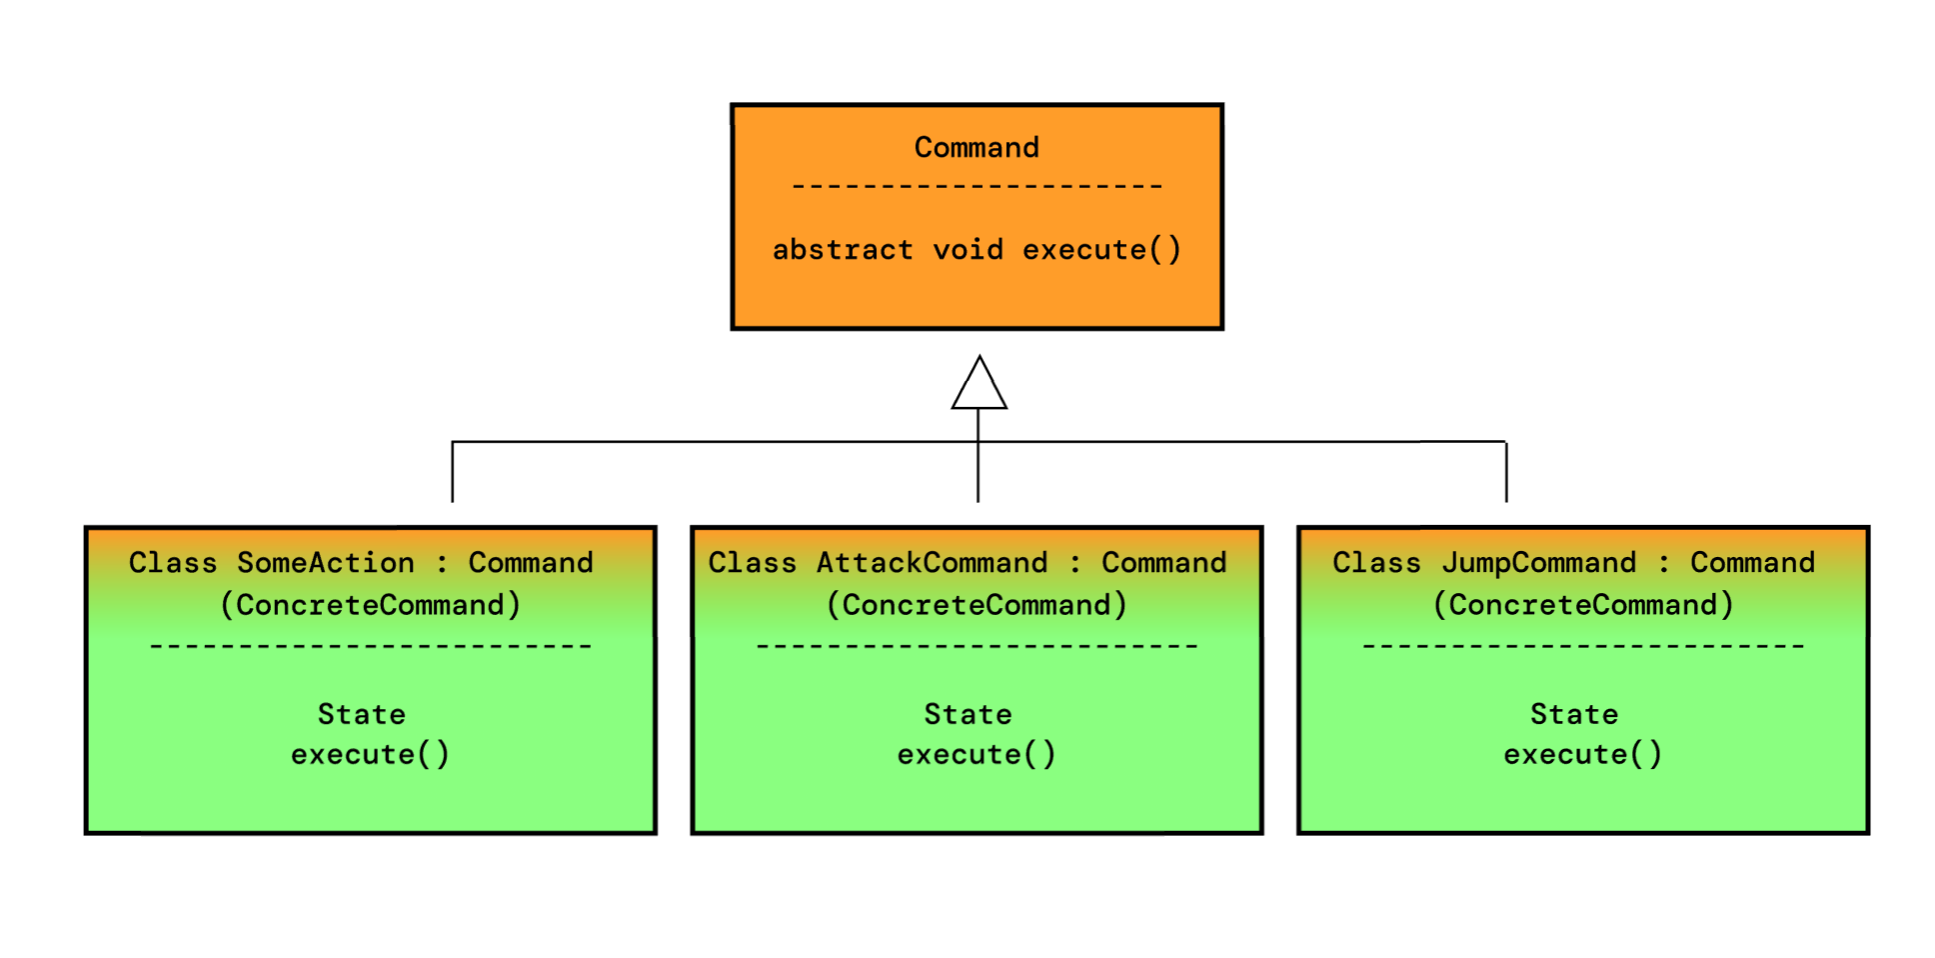 Command
----------------------
abstract void execute()
Class SomeAction : Command
(ConcreteCommand)
-------------------------
State
execute()
Class AttackCommand : Command
(ConcreteCommand)
-------------------------
State
execute()
Class JumpCommand : Command
(ConcreteCommand)
-------------------------
State
execute()